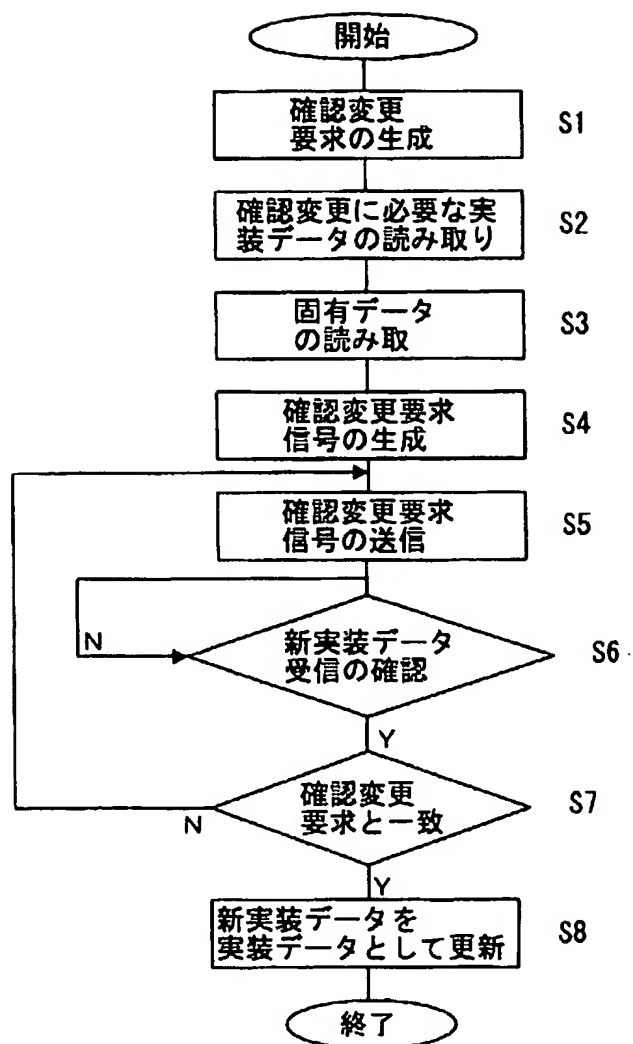 開始
確認変更
要求の生成
S1
確認変更に必要な実
装データの読み取り
S2
固有データ
の読み取
S3
確認変更要求
信号の生成
S4
確認変更要求
信号の送信
S5
新実装データ
受信の確認
S6
N
Y
確認変更
要求と一致
S7
N
Y
新実装データを
実装データとして更新
S8
終了